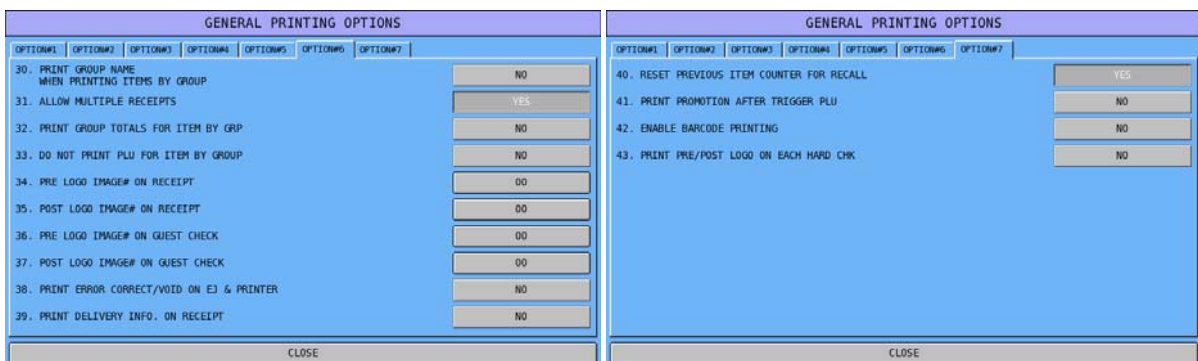 GENERAL PRINTING OPTIONS
OPTION#1 OPTION#2 OPTION#3 OPTION#4 OPTION#5 OPTION#6 OPTION#7
30. PRINT GROUP NAME
WHEN PRINTING ITEMS BY GROUP NO
31. ALLOW MULTIPLE RECEIPTS YES
32. PRINT GROUP TOTALS FOR ITEM BY GRP NO
33. DO NOT PRINT PLU FOR ITEM BY GROUP NO
34. PRE LOGO IMAGE# ON RECEIPT 00
35. POST LOGO IMAGE# ON RECEIPT 00
36. PRE LOGO IMAGE# ON GUEST CHECK 00
37. POST LOGO IMAGE# ON GUEST CHECK 00
38. PRINT ERROR CORRECT/VOID ON EJ & PRINTER NO
39. PRINT DELIVERY INFO. ON RECEIPT NO
CLOSE
GENERAL PRINTING OPTIONS
OPTION#1 OPTION#2 OPTION#3 OPTION#4 OPTION#5 OPTION#6 OPTION#7
40. RESET PREVIOUS ITEM COUNTER FOR RECALL YES
41. PRINT PROMOTION AFTER TRIGGER PLU NO
42. ENABLE BARCODE PRINTING NO
43. PRINT PRE/POST LOGO ON EACH HARD CHK NO
CLOSE